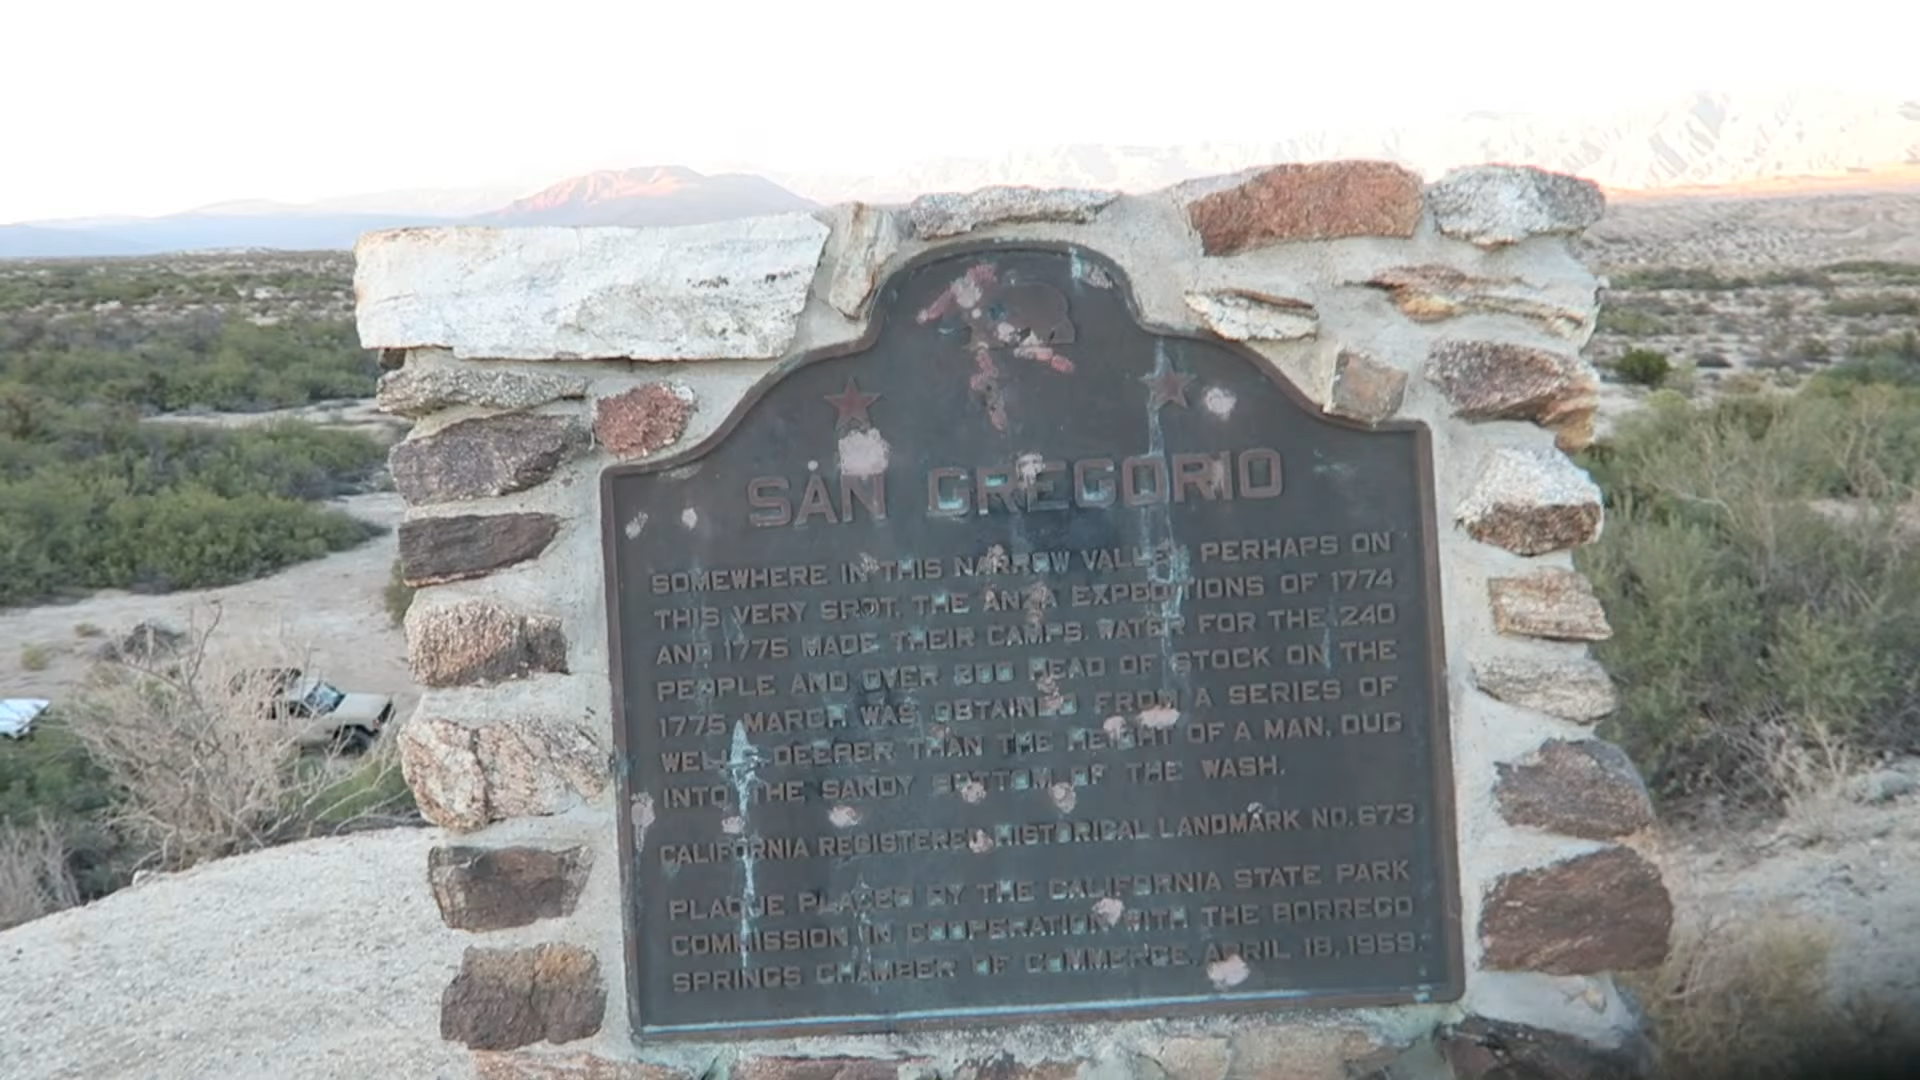 SAN GREGORIO
SOMEWHERE IN THIS NARROW VALLEY, PERHAPS ON
THIS VERY SPOT, THE ANZA EXPEDITIONS OF 1774
AND 1775 MADE THEIR CAMPS. WATER FOR THE 240
PEOPLE AND OVER 800 HEAD OF STOCK ON THE
1775 MARCH WAS OBTAINED FROM A SERIES OF
WELLS DEEPER THAN THE HEIGHT OF A MAN, DUG
INTO THE SANDY BOTTOM OF THE WASH.
CALIFORNIA REGISTERED HISTORICAL LANDMARK NO. 673
PLAQUE PLACED BY THE CALIFORNIA STATE PARK
COMMISSION IN COOPERATION WITH THE BORREGO
SPRINGS CHAMBER OF COMMERCE, APRIL 18, 1959.